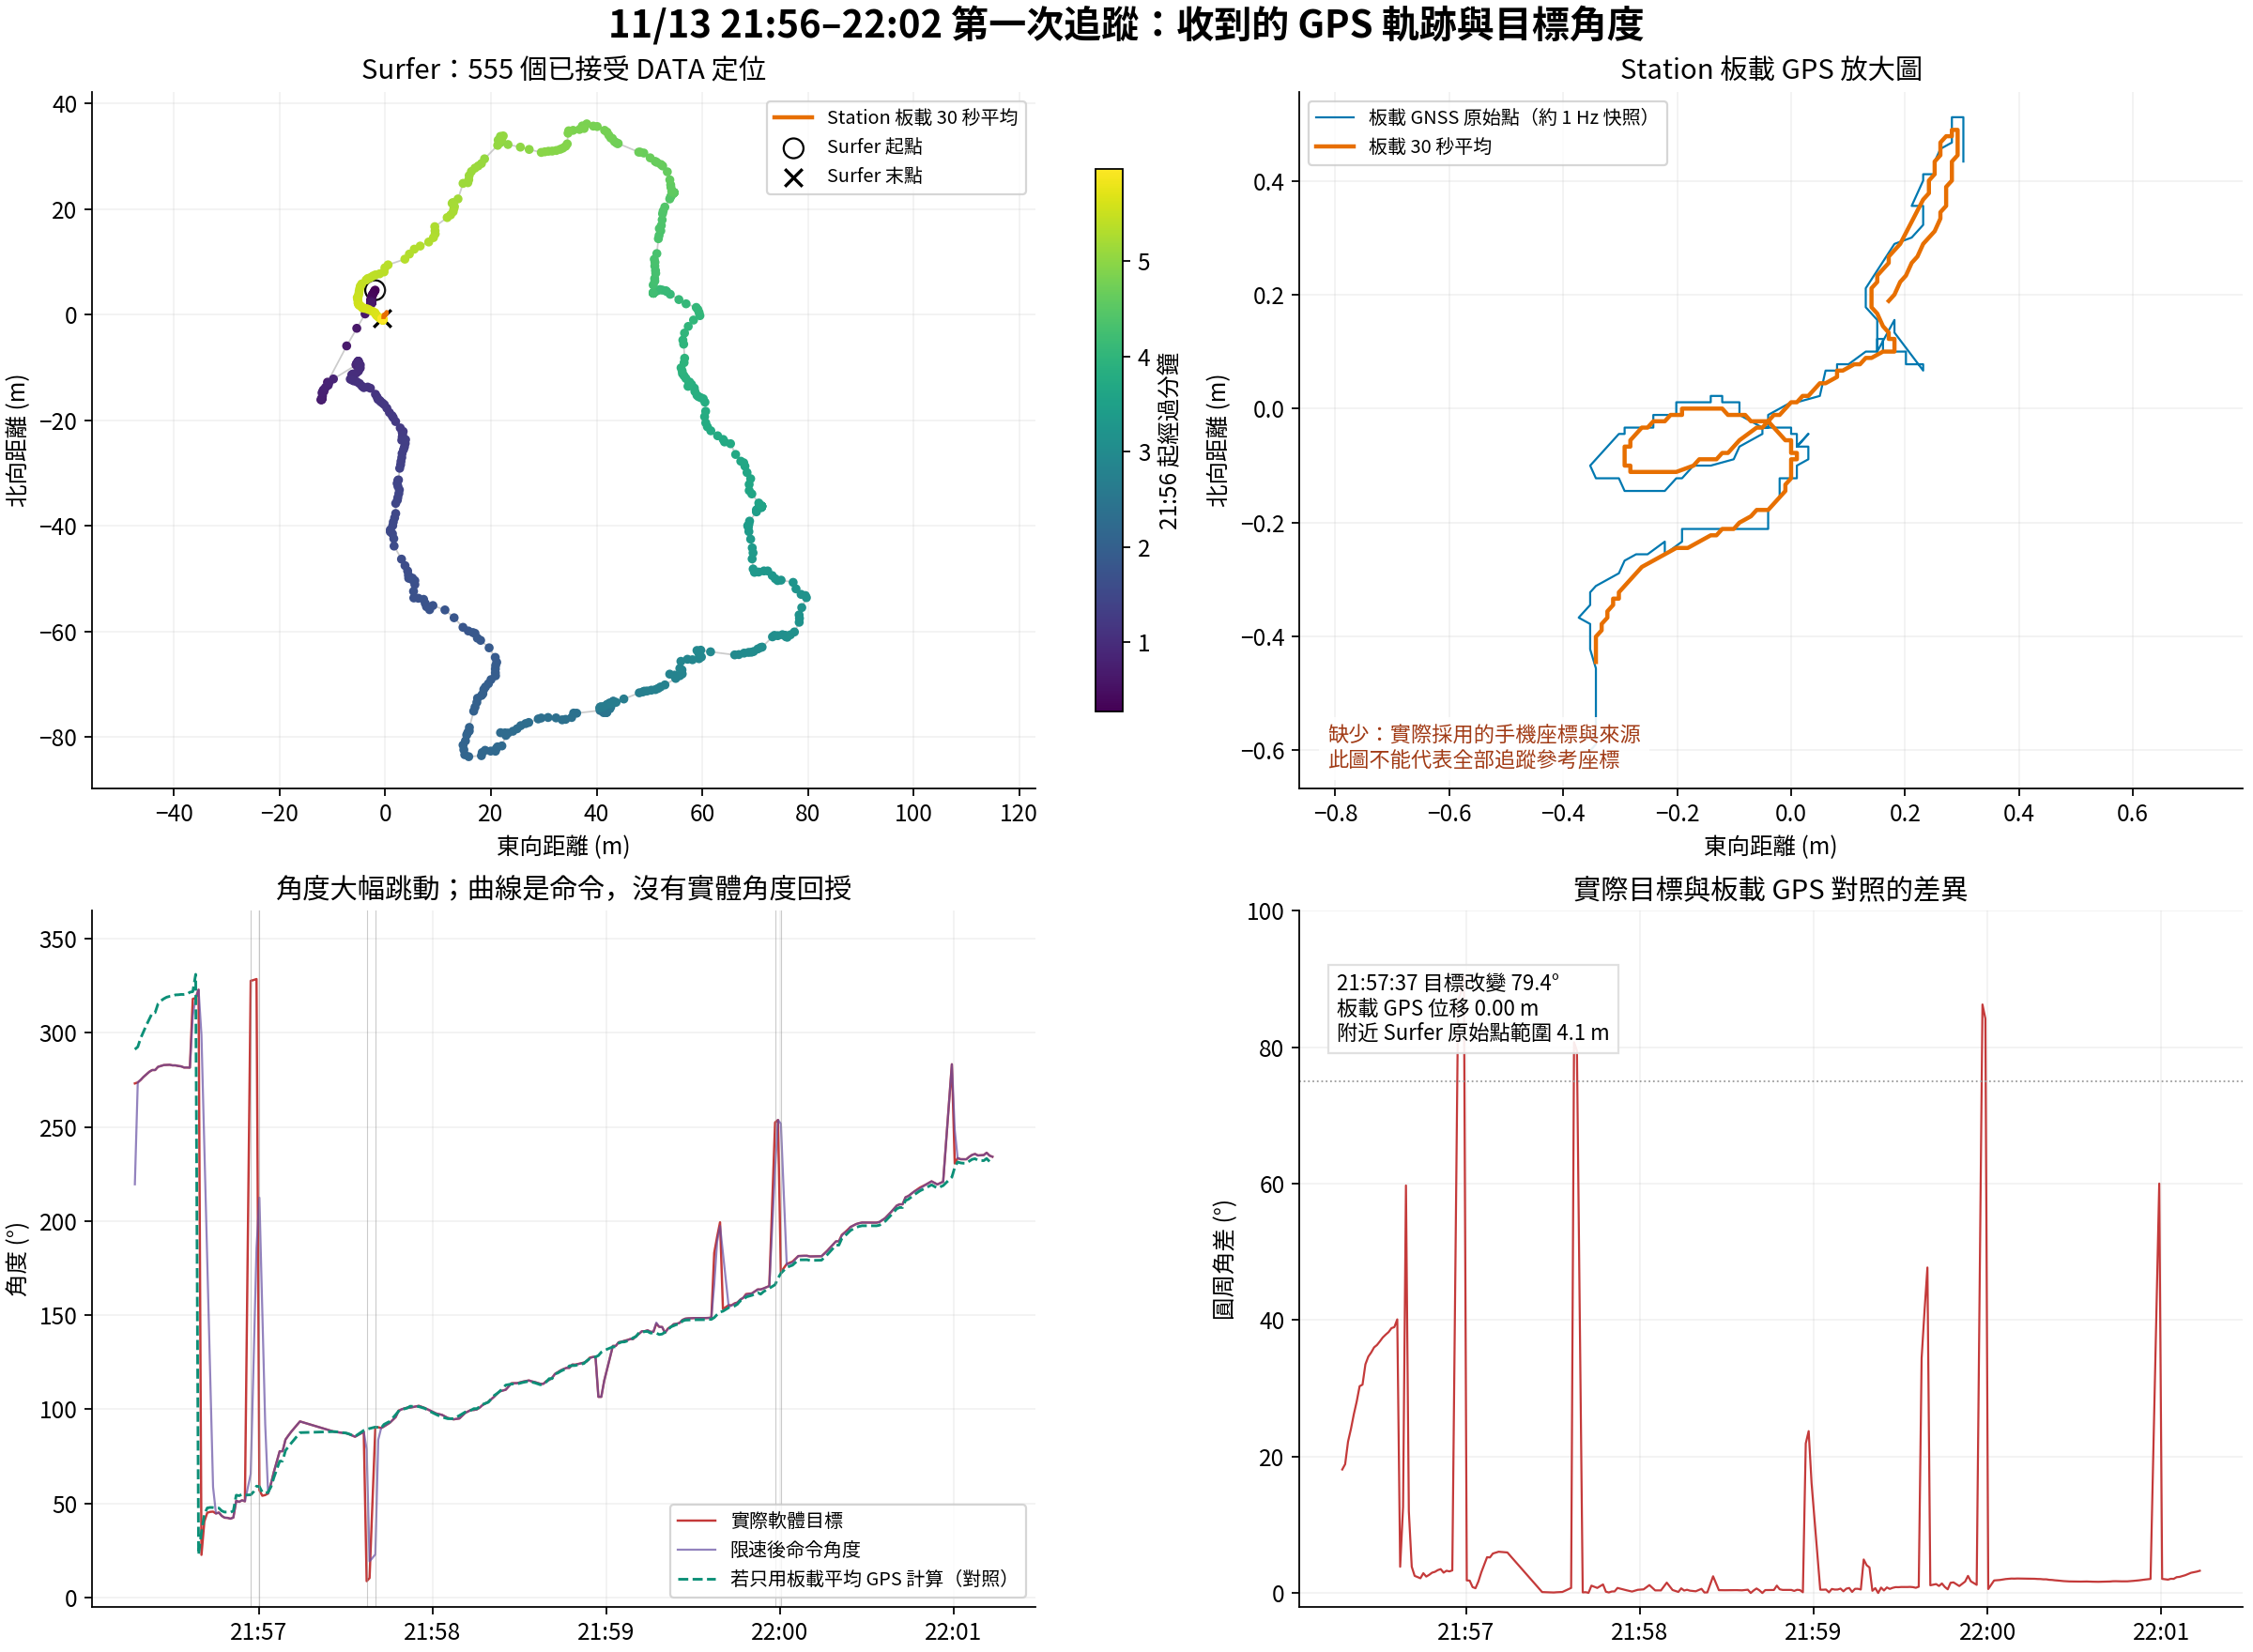 11/13 21:56–22:02 第一次追蹤：收到的 GPS 軌跡與目標角度
Surfer：555 個已接受 DATA 定位
40
20
0
−20
−40
−60
−80
北向距離 (m)
−40
−20
0
20
40
60
80
100
120
東向距離 (m)
Station 板載 30 秒平均
Surfer 起點
Surfer 末點
5
4
3
2
1
21:56 起經過分鐘
Station 板載 GPS 放大圖
板載 GNSS 原始點（約 1 Hz 快照）
板載 30 秒平均
0.4
0.2
0.0
−0.2
−0.4
−0.6
北向距離 (m)
缺少：實際採用的手機座標與來源
此圖不能代表全部追蹤參考座標
−0.8
−0.6
−0.4
−0.2
0.0
0.2
0.4
0.6
東向距離 (m)
角度大幅跳動；曲線是命令，沒有實體角度回授
350
300
250
200
150
100
50
0
角度 (°)
實際軟體目標
限速後命令角度
若只用板載平均 GPS 計算（對照）
21:57
21:58
21:59
22:00
22:01
實際目標與板載 GPS 對照的差異
100
80
60
40
20
0
圓周角差 (°)
21:57:37 目標改變 79.4°
板載 GPS 位移 0.00 m
附近 Surfer 原始點範圍 4.1 m
21:57
21:58
21:59
22:00
22:01